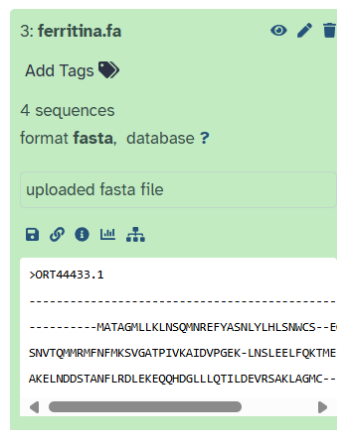 3: ferritina.fa
Add Tags
4 sequences
format fasta, database ?
uploaded fasta file
>ORT44433.1
----------------------------------------------
----------MATAGMLLKLNSQMNREFYASNLYLHLSNWCS--E
SNVTQMMRMFNFMKSVGATPIVKAIDVPGEK-LNSLEELFQKTME
AKELNDDSTANFLRDLEKEQQHDGLLLQTILDEVRSAKLAGMC--